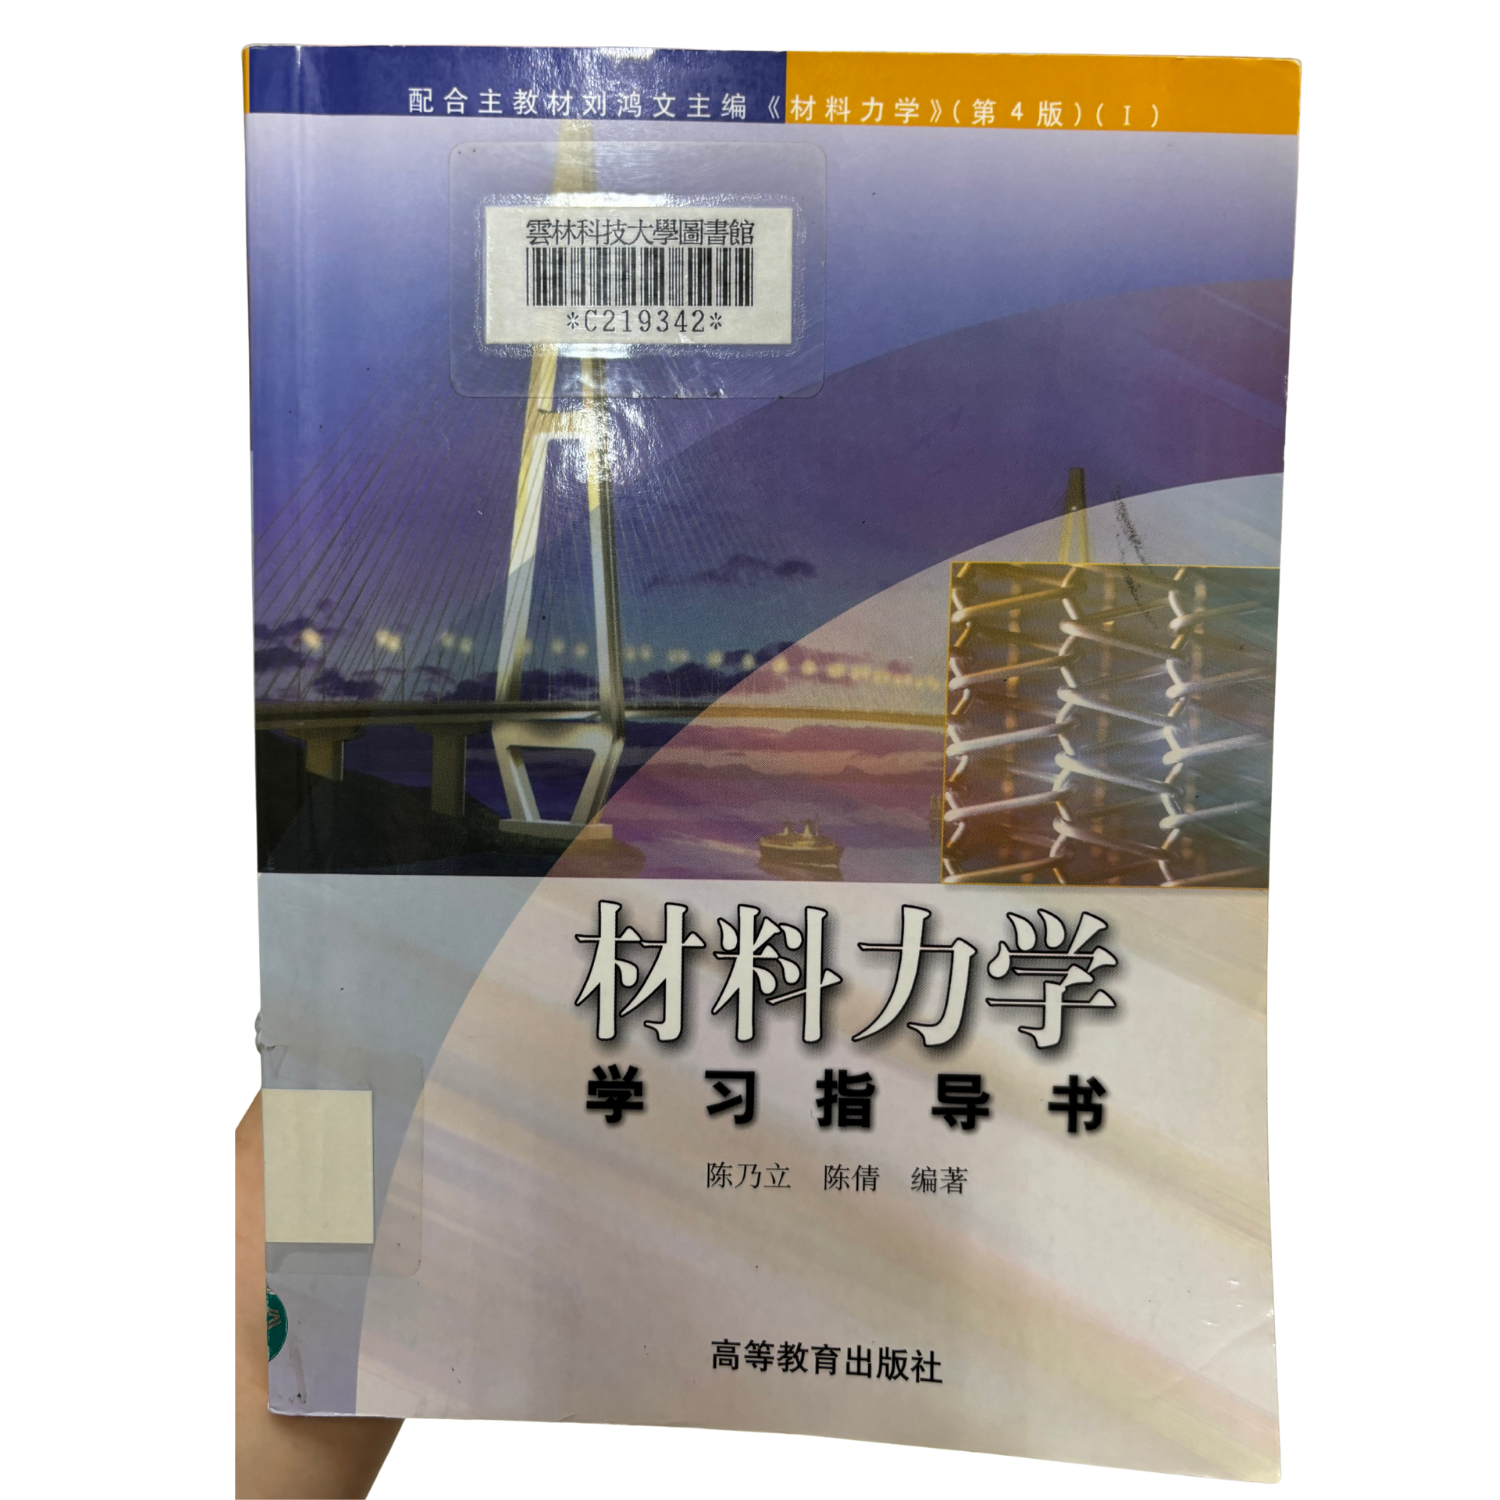 配合主教材刘鸿文主编《材料力学》(第4版)(I)
雲林科技大學圖書館
*C219342*
材料力学
学习指导书
陈乃立 陈倩 编著
高等教育出版社